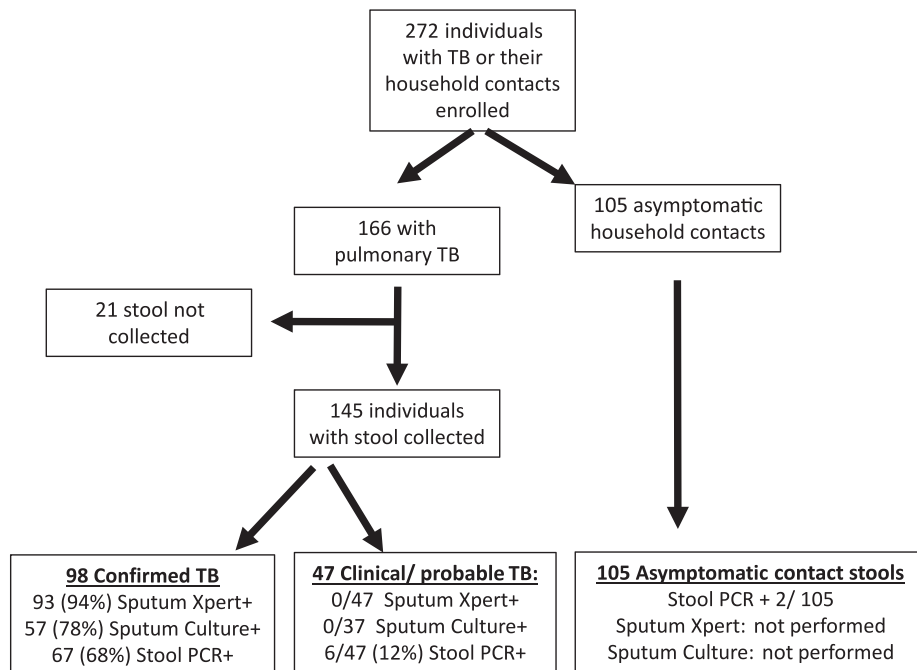 272 individuals
with TB or their
household contacts
enrolled
166 with
pulmonary TB
105 asymptomatic
household contacts
21 stool not
collected
145 individuals
with stool collected
98 Confirmed TB
93 (94%) Sputum Xpert+
57 (78%) Sputum Culture+
67 (68%) Stool PCR+
47 Clinical/ probable TB:
0/47 Sputum Xpert+
0/37 Sputum Culture+
6/47 (12%) Stool PCR+
105 Asymptomatic contact stools
Stool PCR + 2/ 105
Sputum Xpert: not performed
Sputum Culture: not performed